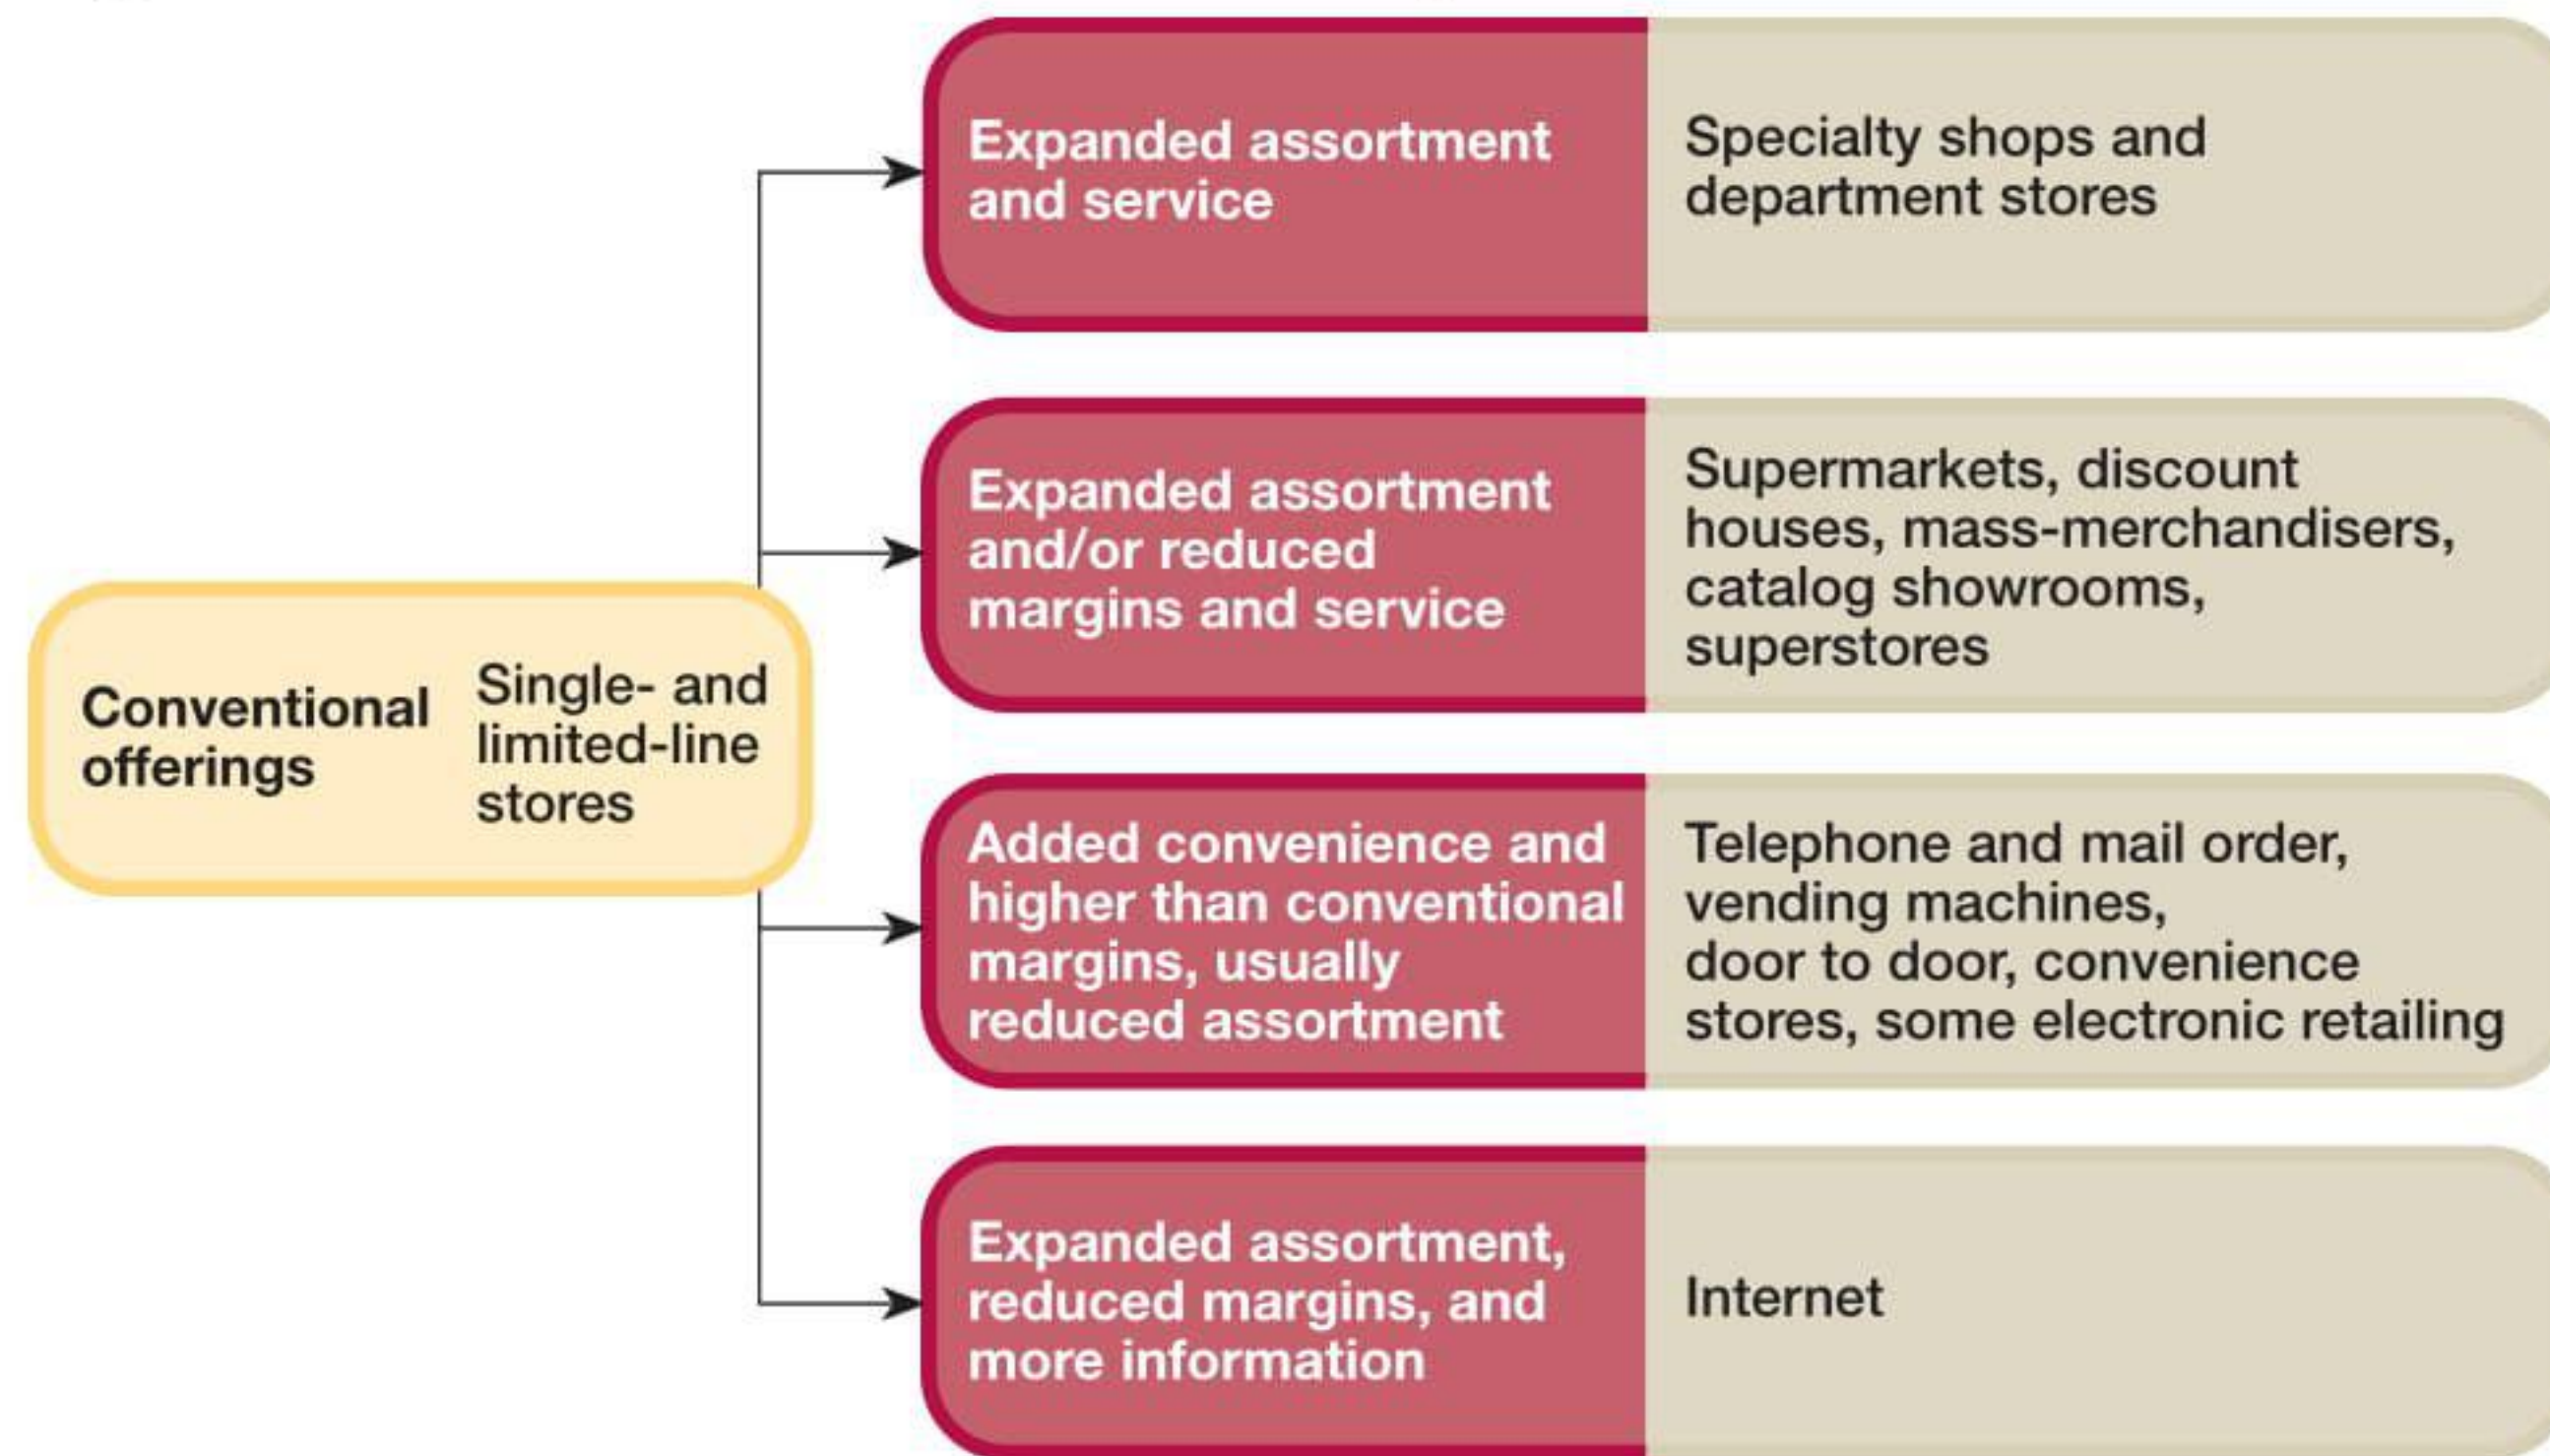 Conventional
offerings
Single- and
limited-line
stores
Expanded assortment
and service
Specialty shops and
department stores
Expanded assortment
and/or reduced
margins and service
Supermarkets, discount
houses, mass-merchandisers,
catalog showrooms,
superstores
Added convenience and
higher than conventional
margins, usually
reduced assortment
Telephone and mail order,
vending machines,
door to door, convenience
stores, some electronic retailing
Expanded assortment,
reduced margins, and
more information
Internet